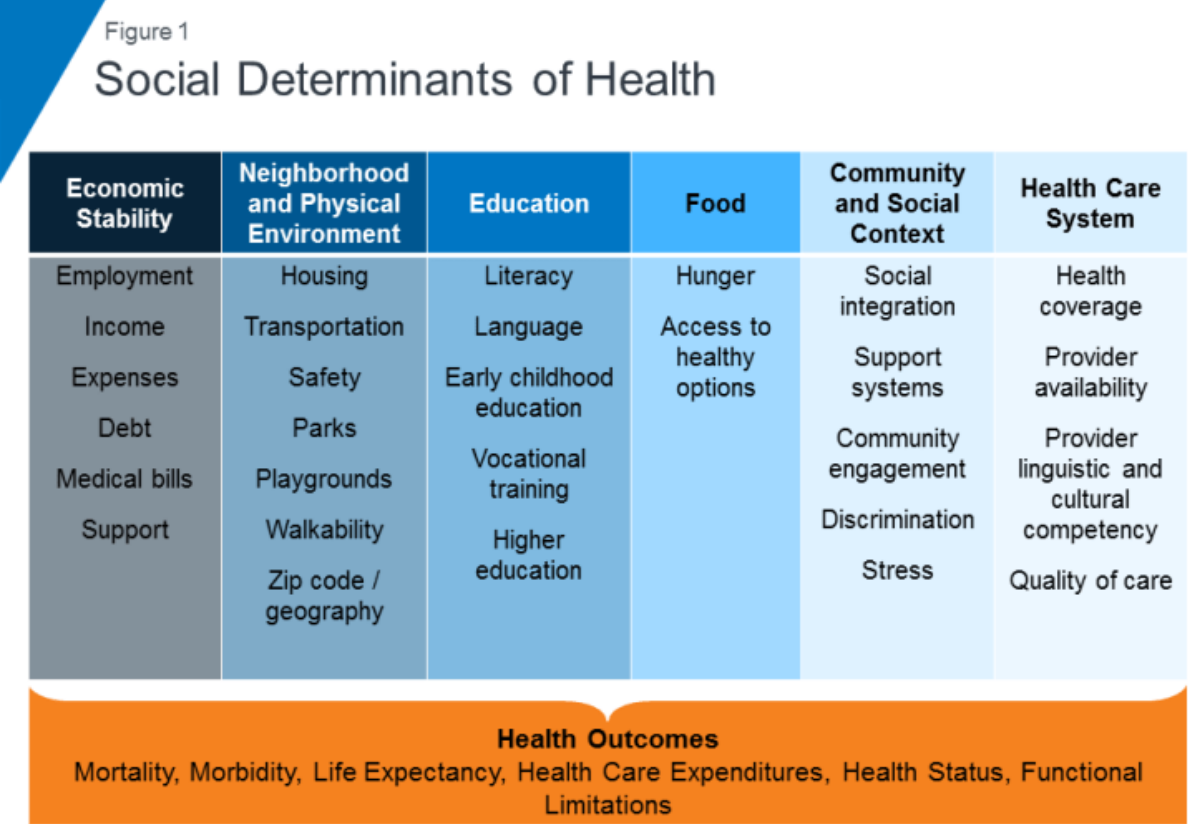 Figure 1
Social Determinants of Health
Economic
Stability
Neighborhood
and Physical
Environment
Education
Food
Community
and Social
Context
Health Care
System
Employment
Income
Expenses
Debt
Medical bills
Support
Housing
Transportation
Safety
Parks
Playgrounds
Walkability
Zip code /
geography
Literacy
Language
Early childhood
education
Vocational
training
Higher
education
Hunger
Access to
healthy
options
Social
integration
Support
systems
Community
engagement
Discrimination
Stress
Health
coverage
Provider
availability
Provider
linguistic and
cultural
competency
Quality of care
Health Outcomes
Mortality, Morbidity, Life Expectancy, Health Care Expenditures, Health Status, Functional
Limitations